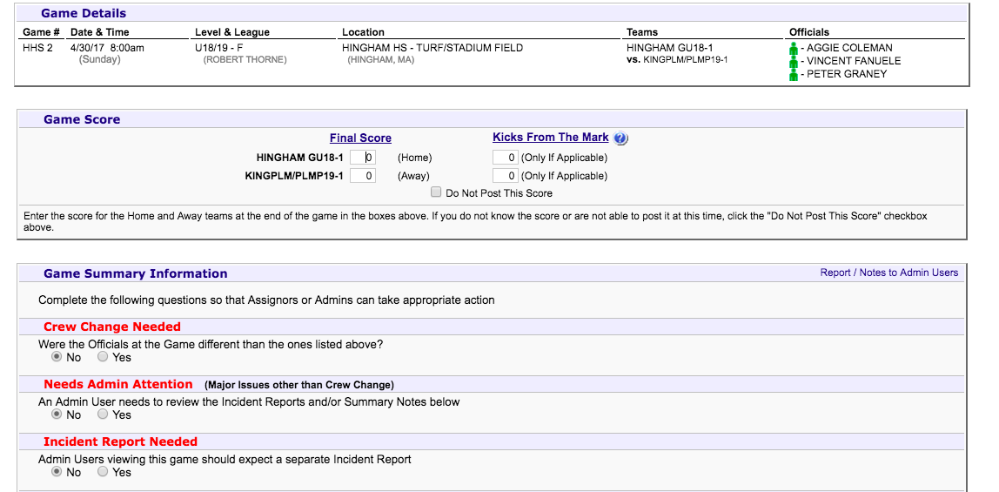 Game Details
Game # Date & Time Level & League Location Teams Officials
HHS 2 4/30/17 8:00am U18/19 - F HINGHAM HS - TURF/STADIUM FIELD HINGHAM GU18-1 - AGGIE COLEMAN
(Sunday) (ROBERT THORNE) (HINGHAM, MA) vs. KINGPLM/PLMP19-1 - VINCENT FANUELE
- PETER GRANEY
Game Score
Final Score Kicks From The Mark ?
HINGHAM GU18-1 0 (Home) 0 (Only If Applicable)
KINGPLM/PLMP19-1 0 (Away) 0 (Only If Applicable)
Do Not Post This Score
Enter the score for the Home and Away teams at the end of the game in the boxes above. If you do not know the score or are not able to post it at this time, click the "Do Not Post This Score" checkbox
above.
Game Summary Information Report / Notes to Admin Users
Complete the following questions so that Assignors or Admins can take appropriate action
Crew Change Needed
Were the Officials at the Game different than the ones listed above?
No Yes
Needs Admin Attention (Major Issues other than Crew Change)
An Admin User needs to review the Incident Reports and/or Summary Notes below
No Yes
Incident Report Needed
Admin Users viewing this game should expect a separate Incident Report
No Yes